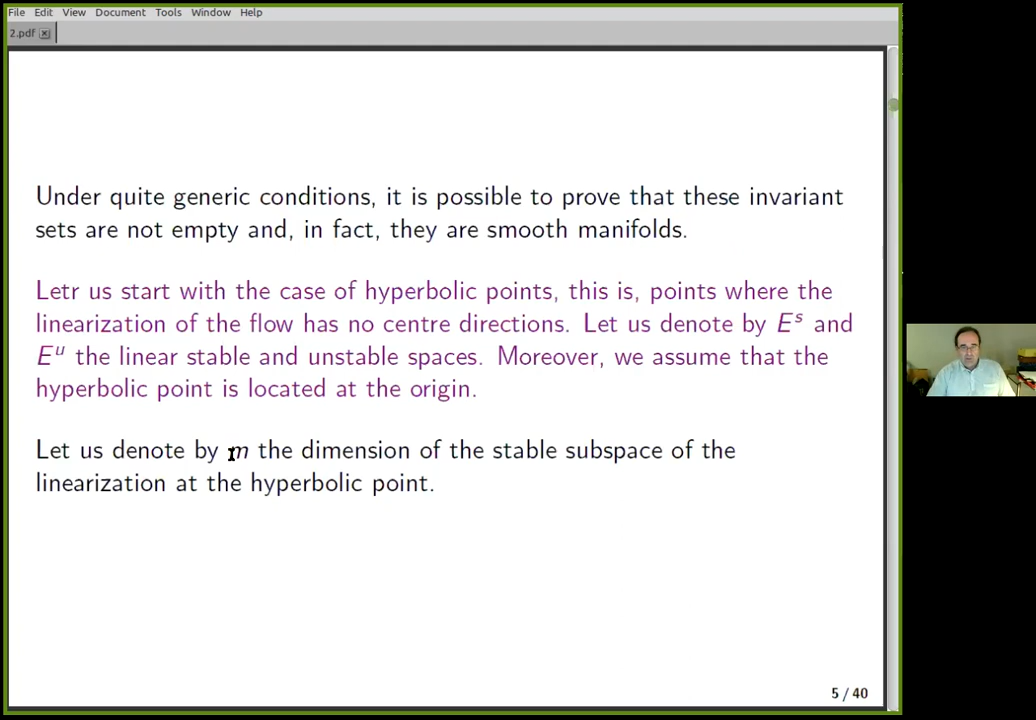 File Edit View Document Tools Window Help
2.pdf
Under quite generic conditions, it is possible to prove that these invariant
sets are not empty and, in fact, they are smooth manifolds.
Letr us start with the case of hyperbolic points, this is, points where the
linearization of the flow has no centre directions. Let us denote by E^s and
E^u the linear stable and unstable spaces. Moreover, we assume that the
hyperbolic point is located at the origin.
Let us denote by m the dimension of the stable subspace of the
linearization at the hyperbolic point.
5 / 40